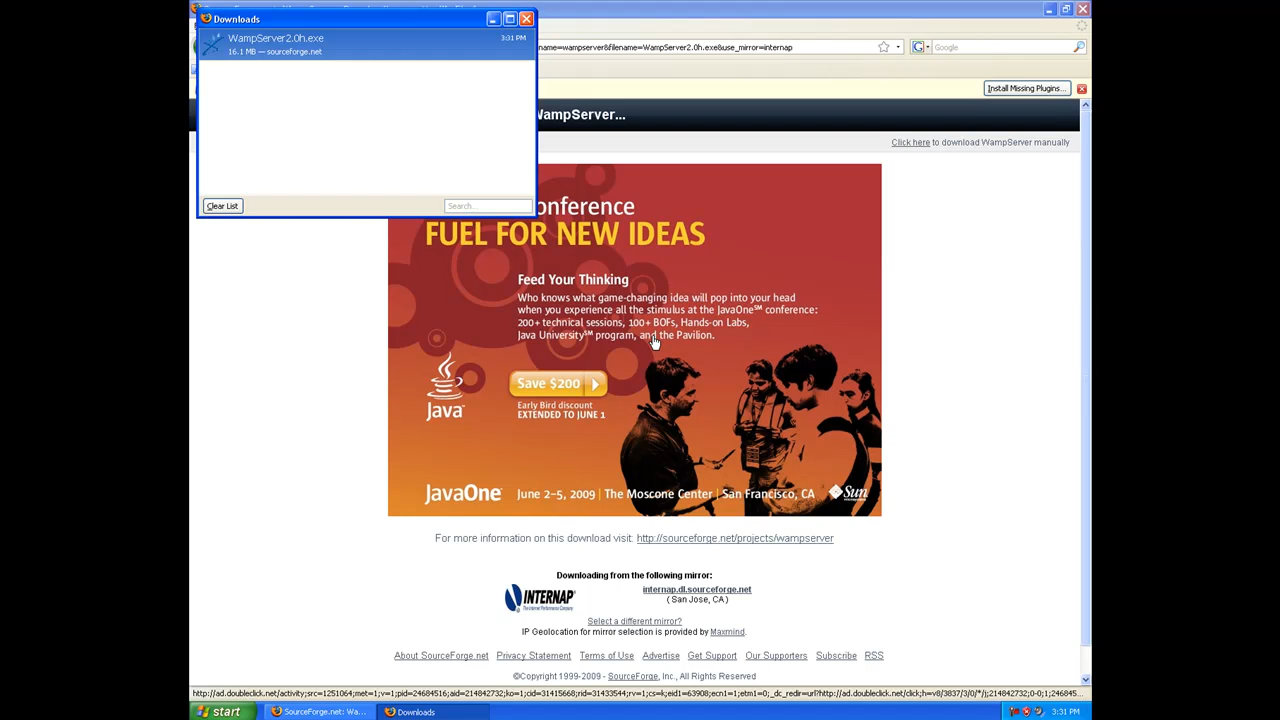 Downloads
WampServer2.0h.exe
3:31 PM
16.1 MB — sourceforge.net
Clear List
Search...
name=wampserver&filename=WampServer2.0h.exe&use_mirror=internap
Google
Install Missing Plugins...
WampServer...
Click here to download WampServer manually
onference
FUEL FOR NEW IDEAS
Feed Your Thinking
Who knows what game-changing idea will pop into your head
when you experience all the stimulus at the JavaOne℠ conference:
200+ technical sessions, 100+ BOFs, Hands-on Labs,
Java University℠ program, and the Pavilion.
Save $200
Early Bird discount
EXTENDED TO JUNE 1
Java
JavaOne
June 2–5, 2009 | The Moscone Center | San Francisco, CA
Sun
For more information on this download visit: http://sourceforge.net/projects/wampserver
Downloading from the following mirror:
INTERNAP
internap.dl.sourceforge.net
( San Jose, CA )
Select a different mirror?
IP Geolocation for mirror selection is provided by Maxmind.
About SourceForge.net Privacy Statement Terms of Use Advertise Get Support Our Supporters Subscribe RSS
©Copyright 1999-2009 - SourceForge, Inc., All Rights Reserved
start
SourceForge.net: Wa...
Downloads
3:31 PM